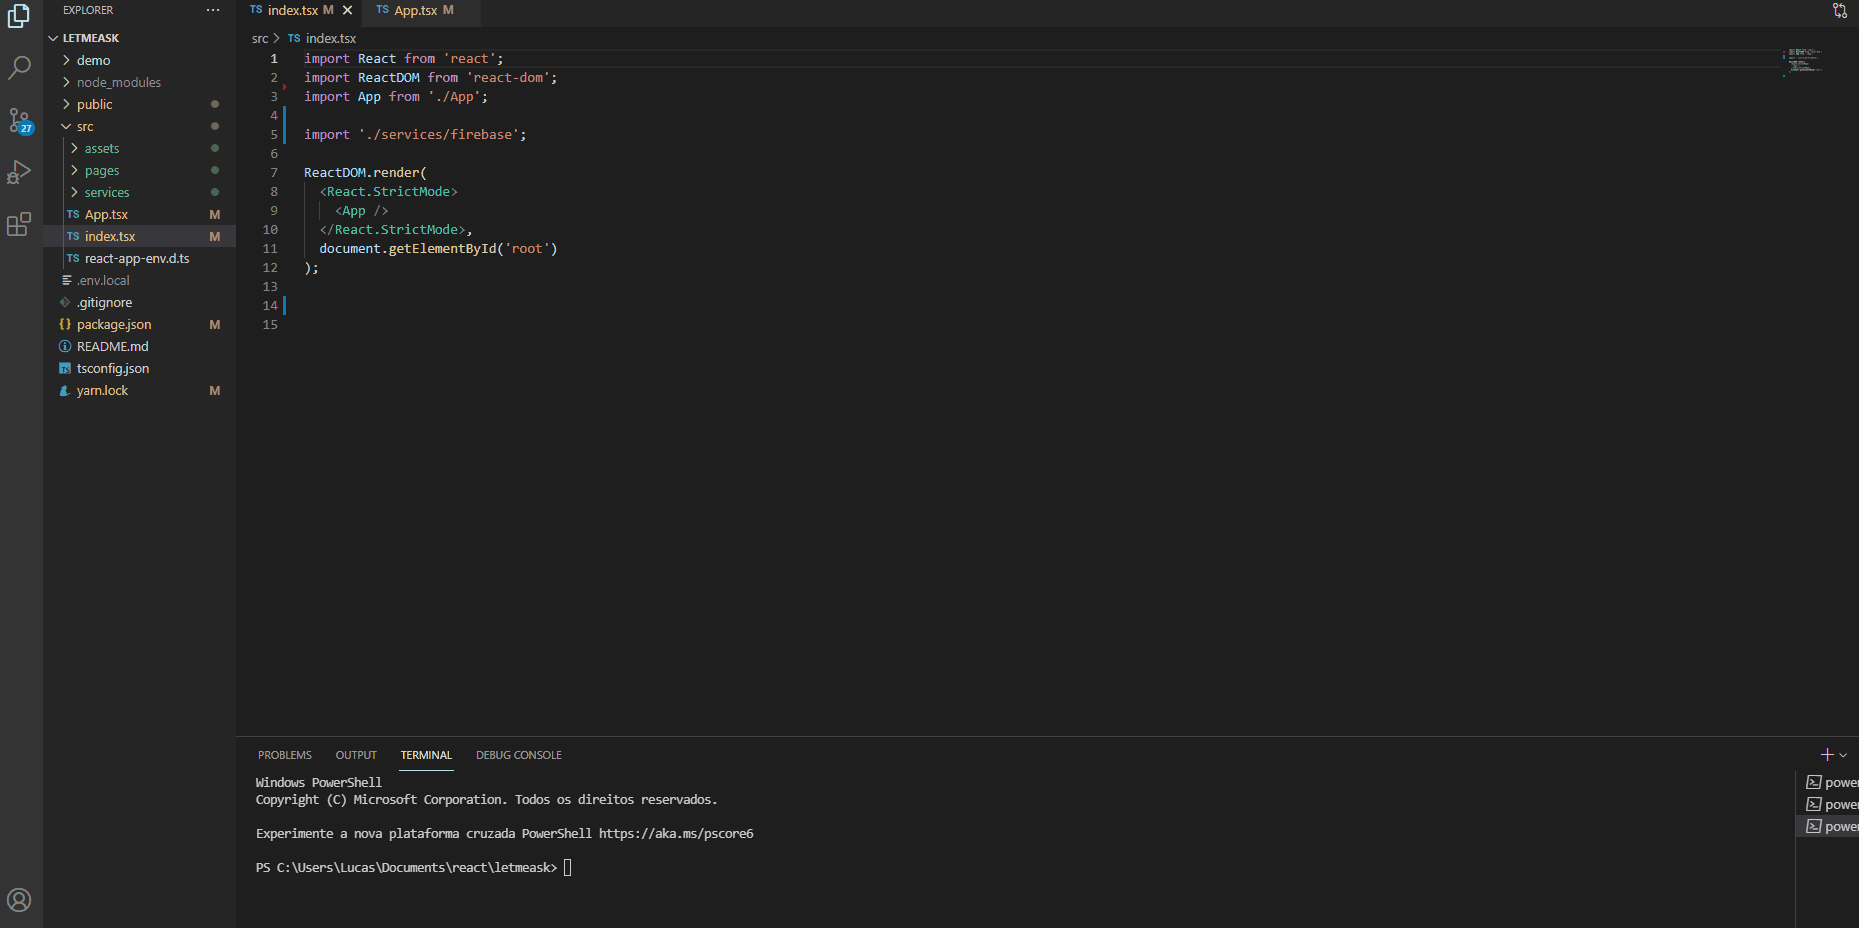 EXPLORER ...
LETMEASK
demo
node_modules
public
src
assets
pages
services
TS App.tsx M
TS index.tsx M
TS react-app-env.d.ts
.env.local
.gitignore
{} package.json M
README.md
TS tsconfig.json
yarn.lock M
27
TS index.tsx M
TS App.tsx M
src > TS index.tsx
1 import React from 'react';
2 import ReactDOM from 'react-dom';
3 import App from './App';
4
5 import './services/firebase';
6
7 ReactDOM.render(
8 <React.StrictMode>
9 <App />
10 </React.StrictMode>,
11 document.getElementById('root')
12 );
13
14
15
PROBLEMS OUTPUT TERMINAL DEBUG CONSOLE
Windows PowerShell
Copyright (C) Microsoft Corporation. Todos os direitos reservados.
Experimente a nova plataforma cruzada PowerShell https://aka.ms/pscore6
PS C:\Users\Lucas\Documents\react\letmeask>
power
power
power